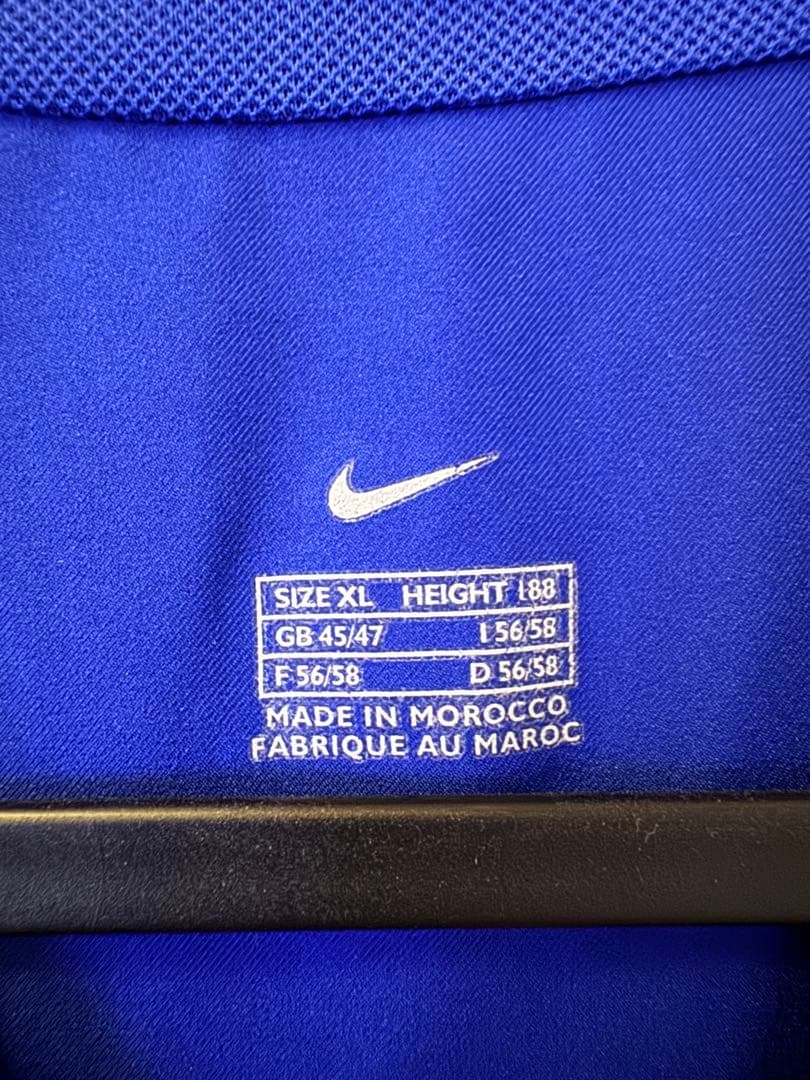 SIZE XL HEIGHT 188
GB 45/47 I 56/58
F 56/58 D 56/58
MADE IN MOROCCO
FABRIQUE AU MAROC